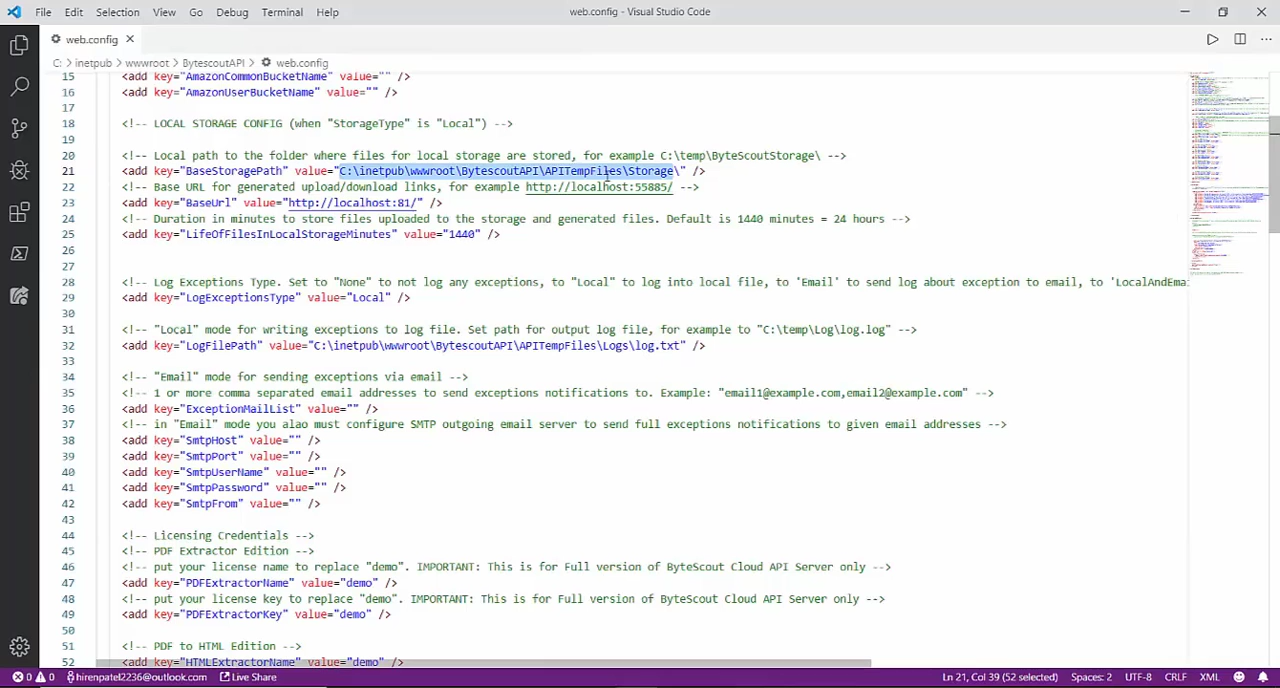 File Edit Selection View Go Debug Terminal Help web.config - Visual Studio Code
web.config
C: > inetpub > wwwroot > BytescoutAPI > web.config
15 <add key="AmazonCommonBucketName" value="" />
16 <add key="AmazonUserBucketName" value="" />
17
18 <!-- LOCAL STORAGE CONFIG (when "StorageType" is 'Local")
19
20 <!-- Local path to the folder where files for local storage are stored, for example C:\temp\ByteScoutStorage\ -->
21 <add key="BaseStoragePath" value="c:\inetpub\wwwroot\BytescoutAPI\APITempFiles\Storage\" />
22 <!-- Base URL for generated upload/download links, for example http://localhost:55885/ -->
23 <add key="BaseUrl" value="http://localhost:81/" />
24 <!-- Duration in minutes to store files uploaded to the storage and generated files. Default is 1440 minutes = 24 hours -->
25 <add key="LifeOfFilesInLocalStorageMinutes" value="1440" />
26
27
28 <!-- Log Exceptions Type. Set to "None" to not log any exceptions, to "Local" to log into local file, to 'Email' to send log about exception to email, to 'LocalAndEmai
29 <add key="LogExceptionsType" value="Local" />
30
31 <!-- "Local" mode for writing exceptions to log file. Set path for output log file, for example to "C:\temp\Log\log.log" -->
32 <add key="LogFilePath" value="C:\inetpub\wwwroot\BytescoutAPI\APITempFiles\Logs\log.txt" />
33
34 <!-- "Email" mode for sending exceptions via email -->
35 <!-- 1 or more comma separated email addresses to send exceptions notifications to. Example: "email1@example.com,email2@example.com" -->
36 <add key="ExceptionMailList" value="" />
37 <!-- in "Email" mode you alao must configure SMTP outgoing email server to send full exceptions notifications to given email addresses -->
38 <add key="SmtpHost" value="" />
39 <add key="SmtpPort" value="" />
40 <add key="SmtpUserName" value="" />
41 <add key="SmtpPassword" value="" />
42 <add key="SmtpFrom" value="" />
43
44 <!-- Licensing Credentials -->
45 <!-- PDF Extractor Edition -->
46 <!-- put your license name to replace "demo". IMPORTANT: This is for Full version of ByteScout Cloud API Server only -->
47 <add key="PDFExtractorName" value="demo" />
48 <!-- put your license key to replace "demo". IMPORTANT: This is for Full version of ByteScout Cloud API Server only -->
49 <add key="PDFExtractorKey" value="demo" />
50
51 <!-- PDF to HTML Edition -->
52 <add key="HTMLExtractorName" value="demo" />
0 0 hirenpatel2236@outlook.com Live Share Ln 21, Col 39 (52 selected) Spaces: 2 UTF-8 CRLF XML